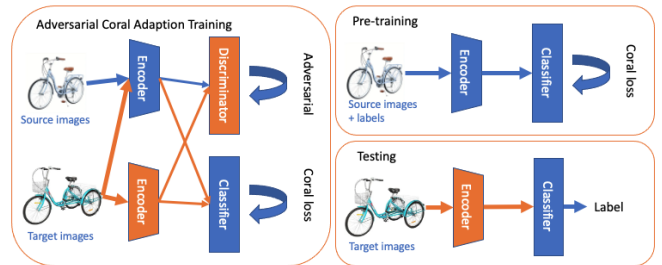 Adversarial Coral Adaption Training
Encoder
Discriminator
Adversarial
Source images
Encoder
Classifier
Coral loss
Target images
Pre-training
Encoder
Classifier
Coral loss
Source images
+ labels
Testing
Encoder
Classifier
Label
Target images